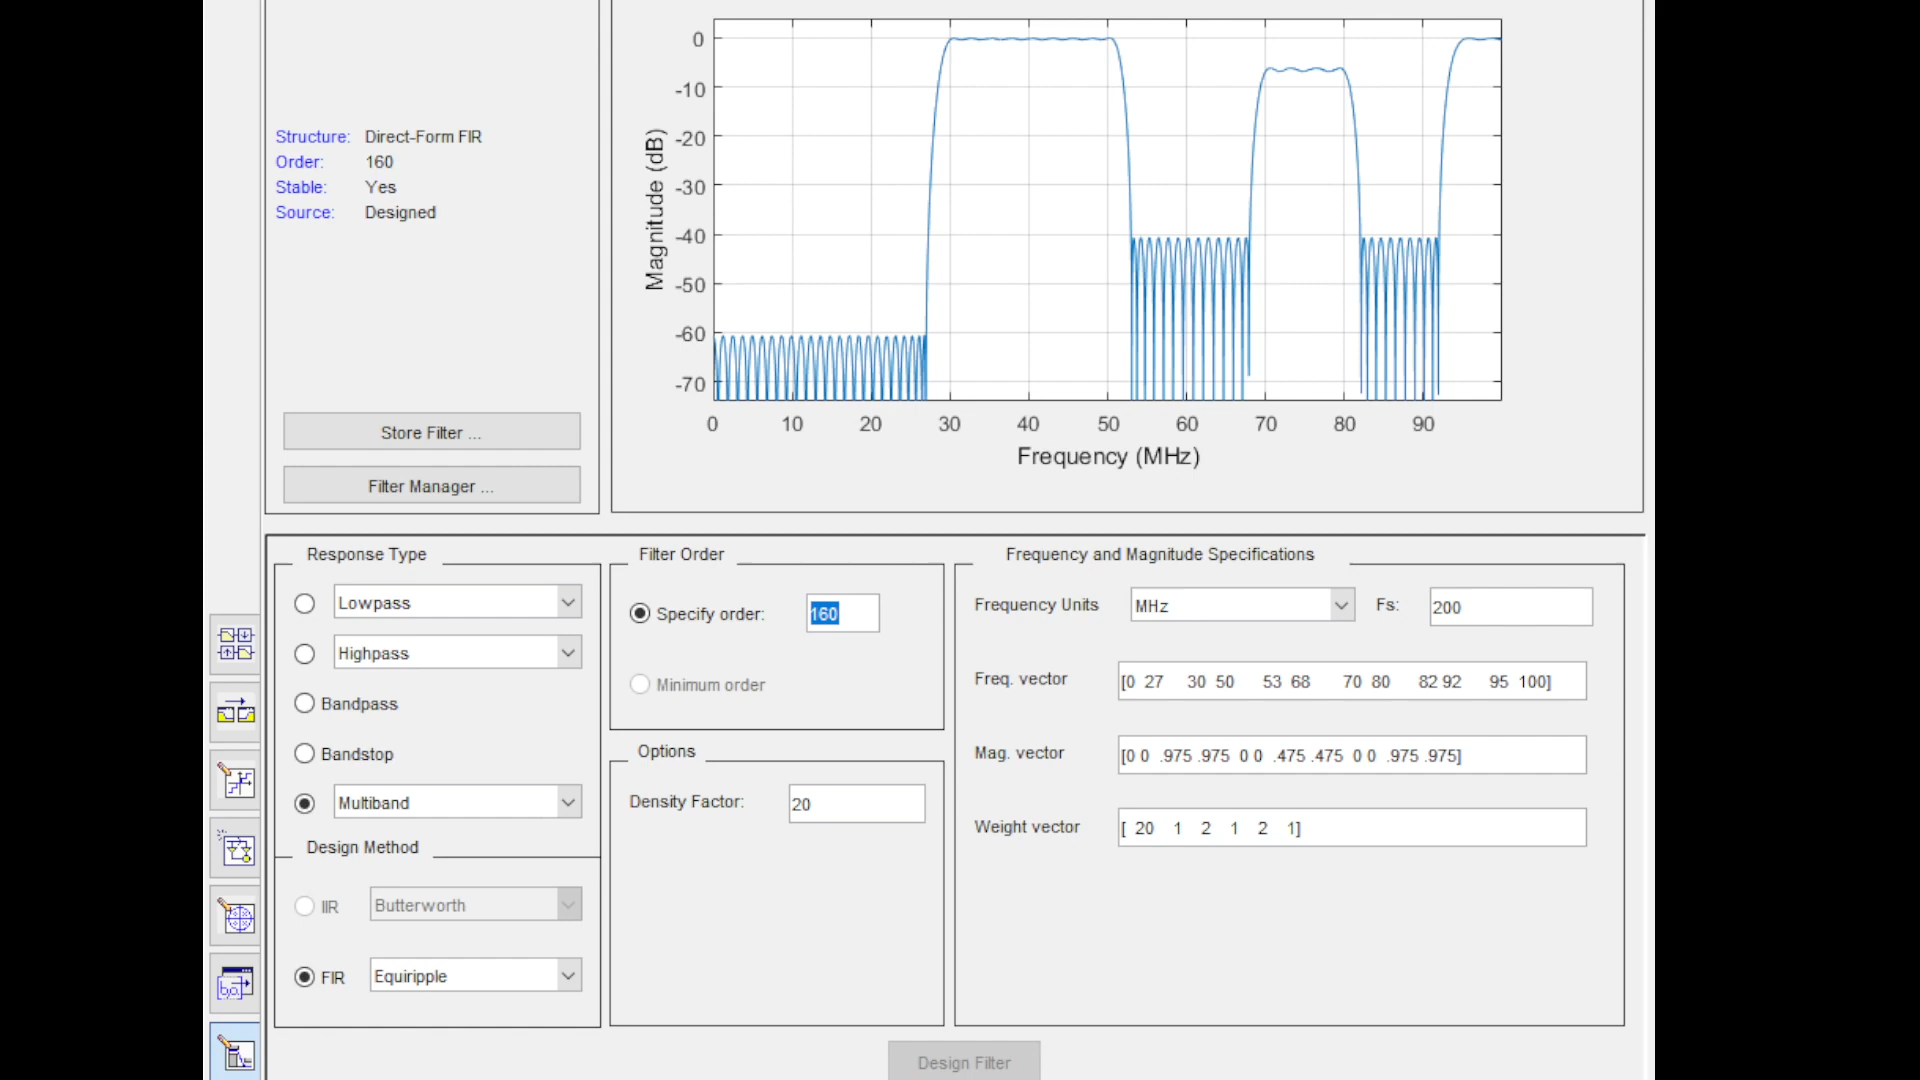 Structure: Direct-Form FIR
Order: 160
Stable: Yes
Source: Designed
Store Filter ...
Filter Manager ...
Magnitude (dB)
0
-10
-20
-30
-40
-50
-60
-70
0 10 20 30 40 50 60 70 80 90
Frequency (MHz)
Response Type
Lowpass
Highpass
Bandpass
Bandstop
Multiband
Design Method
IIR Butterworth
FIR Equiripple
Filter Order
Specify order: 160
Minimum order
Options
Density Factor: 20
Frequency and Magnitude Specifications
Frequency Units MHz Fs: 200
Freq. vector [0 27 30 50 53 68 70 80 82 92 95 100]
Mag. vector [0 0 .975 .975 0 0 .475 .475 0 0 .975 .975]
Weight vector [ 20 1 2 1 2 1]
Design Filter